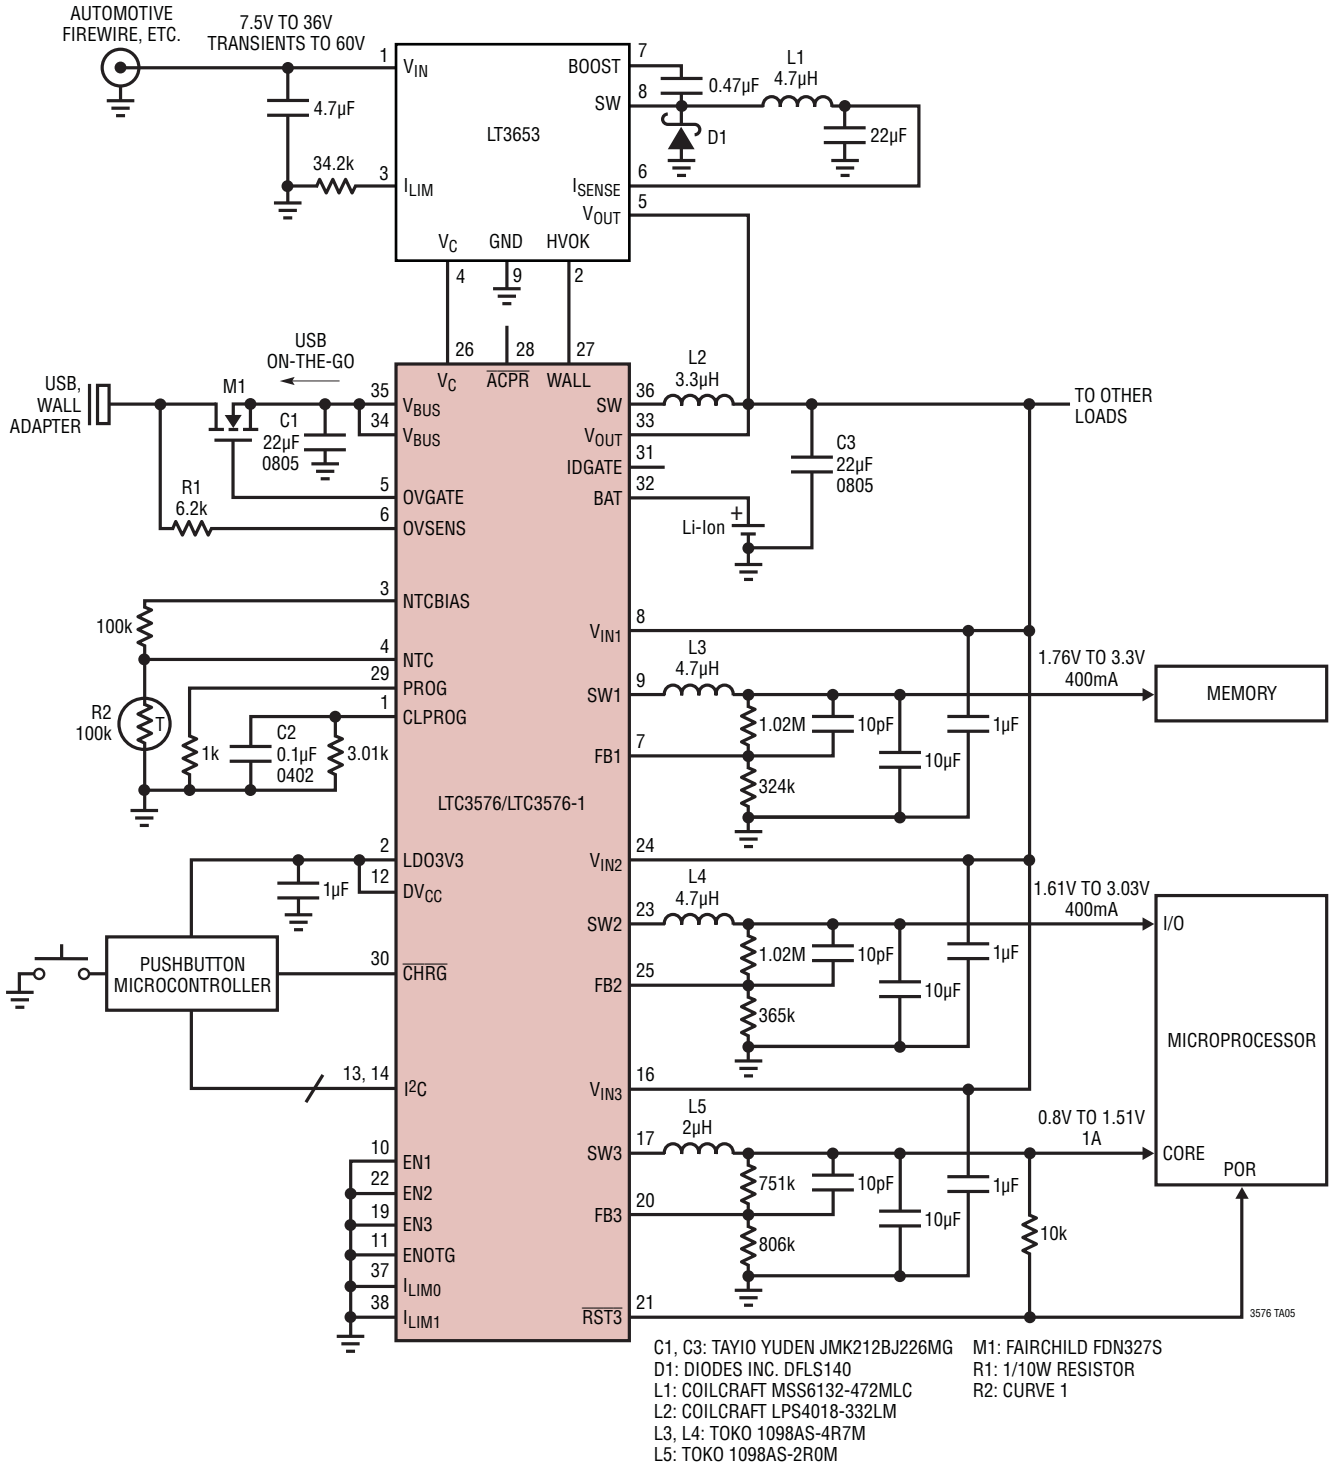 AUTOMOTIVE
FIREWIRE, ETC.
7.5V TO 36V
TRANSIENTS TO 60V
1
VIN
4.7µF
34.2k
3
ILIM
LT3653
BOOST
7
0.47µF
SW
8
L1
4.7µH
D1
22µF
ISENSE
6
VOUT
5
VC
GND
HVOK
4
9
2
USB
ON-THE-GO
26
28
27
VC
ACPR
WALL
USB,
WALL
ADAPTER
M1
C1
22µF
0805
35
VBUS
34
VBUS
5
OVGATE
R1
6.2k
6
OVSENS
SW
36
L2
3.3µH
VOUT
33
IDGATE
31
BAT
32
Li-Ion
+
C3
22µF
0805
TO OTHER
LOADS
3
NTCBIAS
100k
4
NTC
29
PROG
1
CLPROG
R2
100k
T
1k
C2
0.1µF
0402
3.01k
LTC3576/LTC3576-1
VIN1
8
SW1
9
L3
4.7µH
FB1
7
1.02M
10pF
324k
10µF
1µF
1.76V TO 3.3V
400mA
MEMORY
2
LDO3V3
12
DVCC
1µF
PUSHBUTTON
MICROCONTROLLER
30
CHRG
13, 14
I2C
VIN2
24
SW2
23
L4
4.7µH
FB2
25
1.02M
10pF
365k
10µF
1µF
1.61V TO 3.03V
400mA
I/O
MICROPROCESSOR
CORE
POR
VIN3
16
SW3
17
L5
2µH
FB3
20
751k
10pF
806k
10µF
1µF
0.8V TO 1.51V
1A
10k
10
EN1
22
EN2
19
EN3
11
ENOTG
37
ILIM0
38
ILIM1
RST3
21
3576 TA05
C1, C3: TAYIO YUDEN JMK212BJ226MG
D1: DIODES INC. DFLS140
L1: COILCRAFT MSS6132-472MLC
L2: COILCRAFT LPS4018-332LM
L3, L4: TOKO 1098AS-4R7M
L5: TOKO 1098AS-2R0M
M1: FAIRCHILD FDN327S
R1: 1/10W RESISTOR
R2: CURVE 1